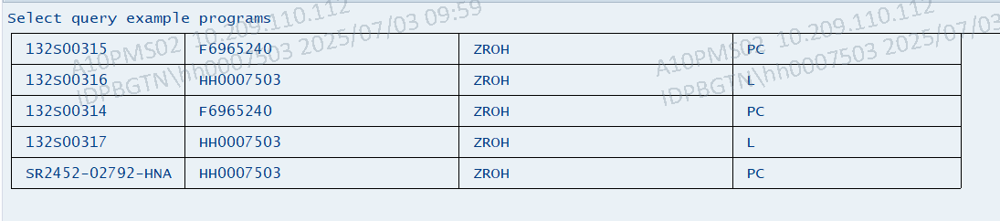 Select query example programs
132S00315 F6965240 ZROH PC
132S00316 HH0007503 ZROH L
132S00314 F6965240 ZROH PC
132S00317 HH0007503 ZROH L
SR2452-02792-HNA HH0007503 ZROH PC
A10PMS02 10.209.110.112
IDPBGTN\hh0007503 2025/07/03 09:59
A10PMS02 10.209.110.112
IDPBGTN\hh0007503 2025/07/03